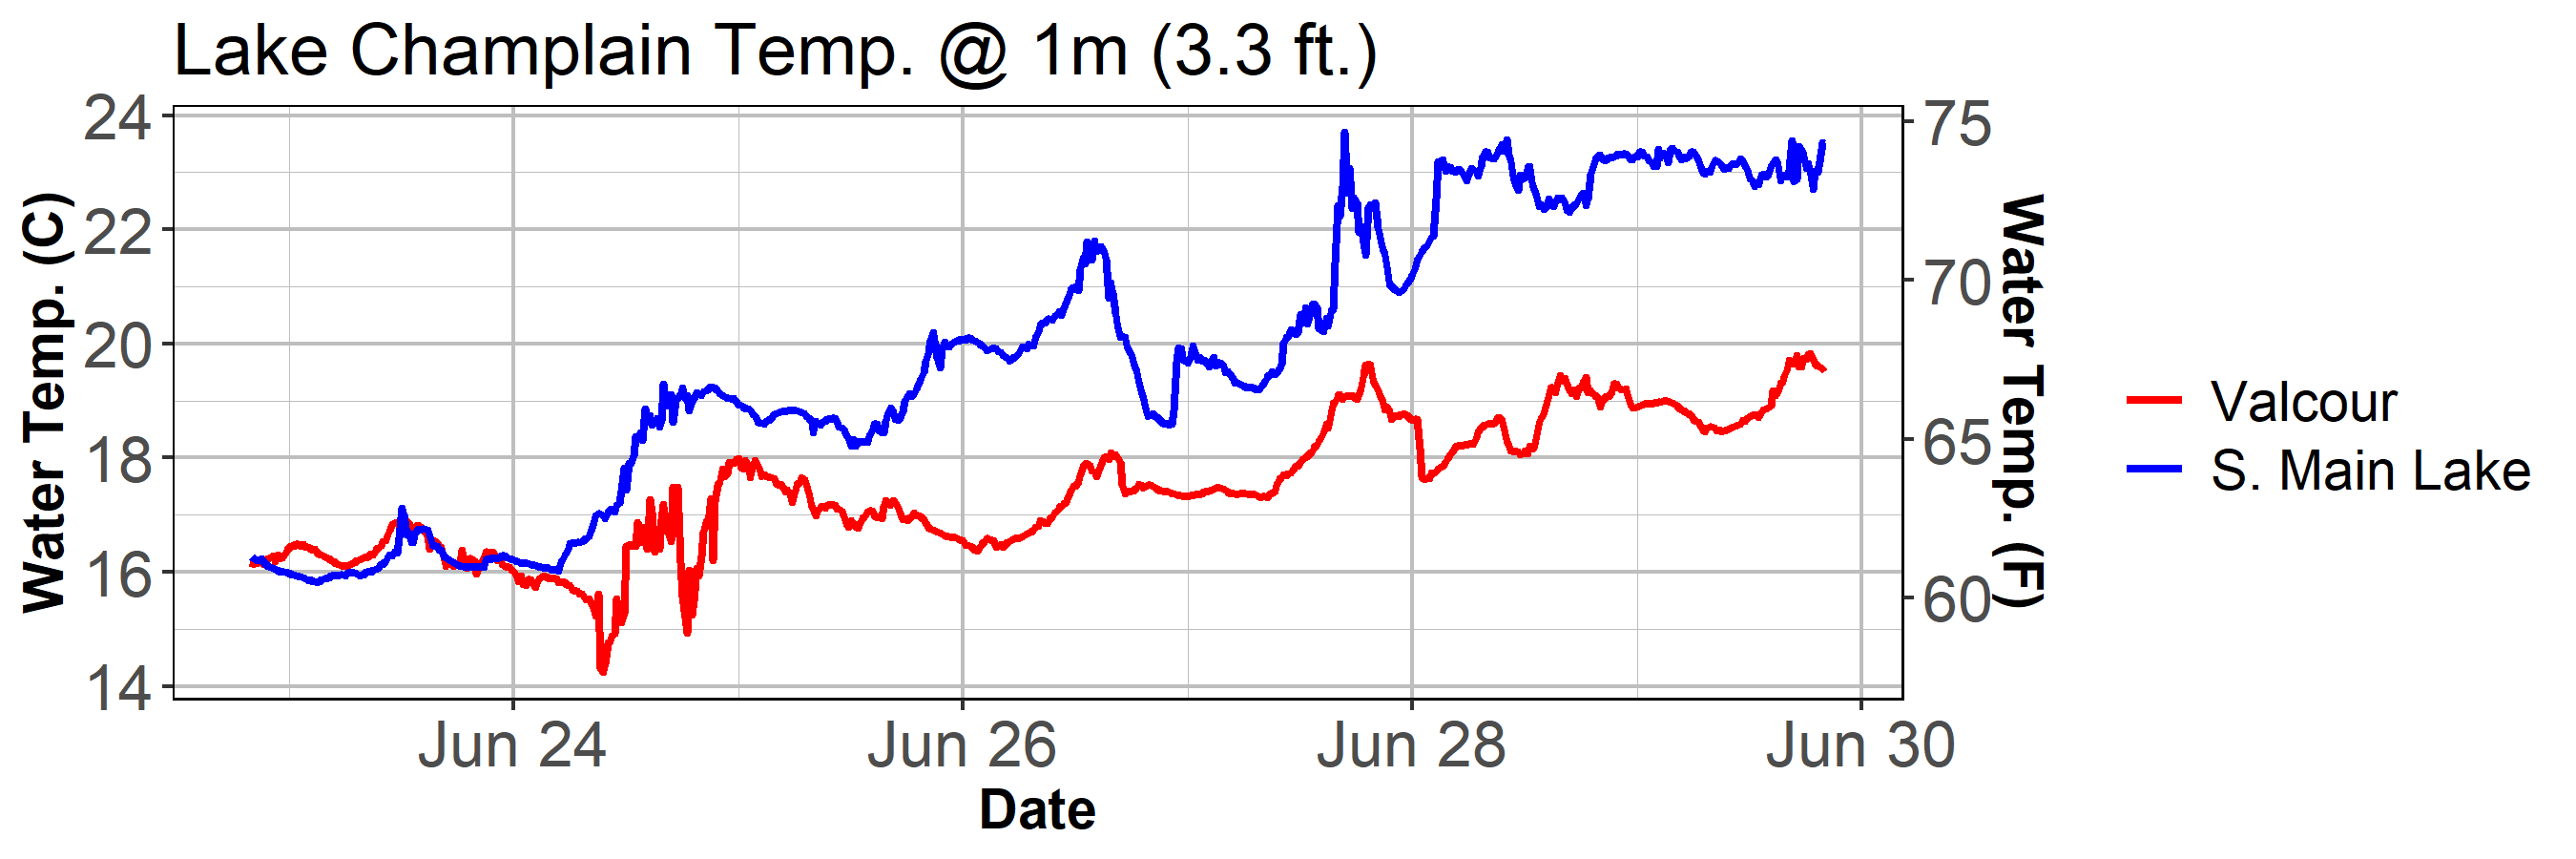 Lake Champlain Temp. @ 1m (3.3 ft.)
Water Temp. (C)
24
22
20
18
16
14
75
70
65
60
Water Temp. (F)
Jun 24
Jun 26
Jun 28
Jun 30
Date
Valcour
S. Main Lake